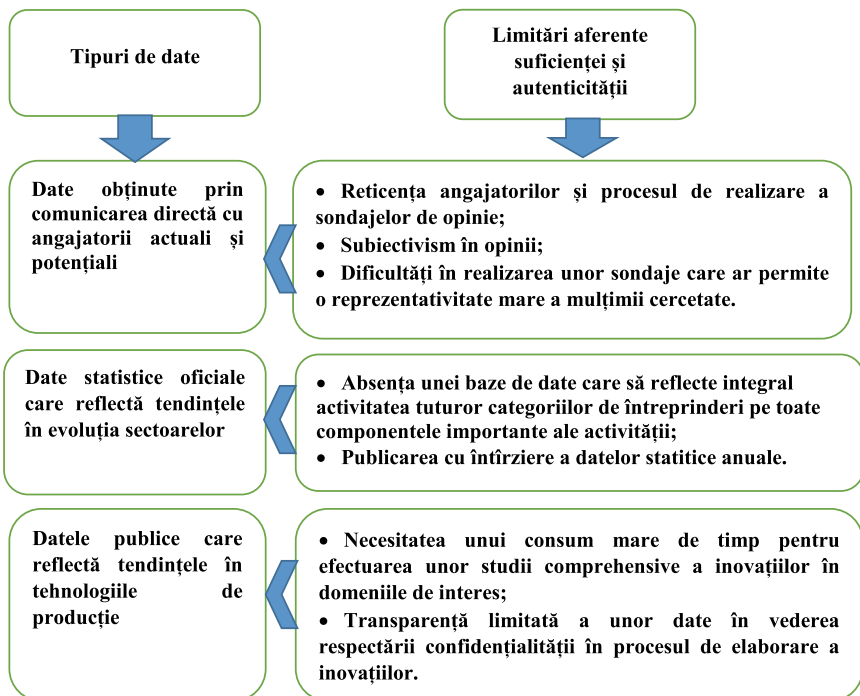 Tipuri de date
Limitări aferente
suficienței și
autenticității
Date obținute prin
comunicarea directă cu
angajatorii actuali și
potențiali
• Reticența angajatorilor și procesul de realizare a
sondajelor de opinie;
• Subiectivism în opinii;
• Dificultăți în realizarea unor sondaje care ar permite
o reprezentativitate mare a mulțimii cercetate.
Date statistice oficiale
care reflectă tendințele
în evoluția sectoarelor
• Absența unei baze de date care să reflecte integral
activitatea tuturor categoriilor de întreprinderi pe toate
componentele importante ale activității;
• Publicarea cu întîrziere a datelor statitice anuale.
Datele publice care
reflectă tendințele în
tehnologiile de
producție
• Necesitatea unui consum mare de timp pentru
efectuarea unor studii comprehensive a inovațiilor în
domeniile de interes;
• Transparență limitată a unor date în vederea
respectării confidențialității în procesul de elaborare a
inovațiilor.